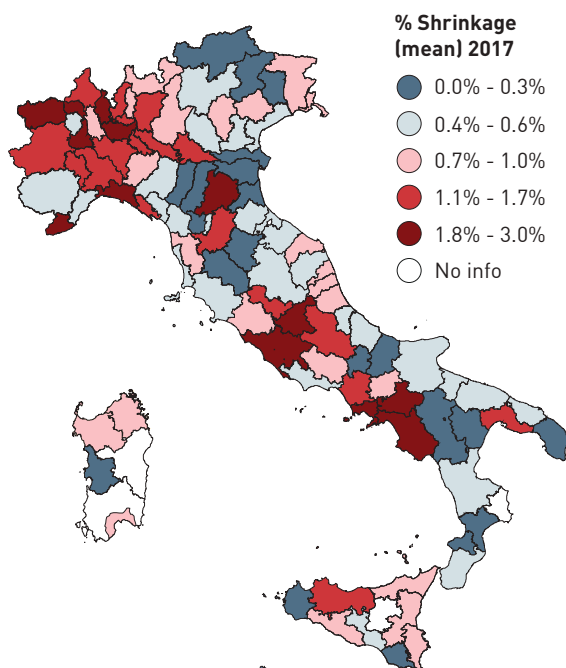 % Shrinkage
(mean) 2017
0.0% - 0.3%
0.4% - 0.6%
0.7% - 1.0%
1.1% - 1.7%
1.8% - 3.0%
No info